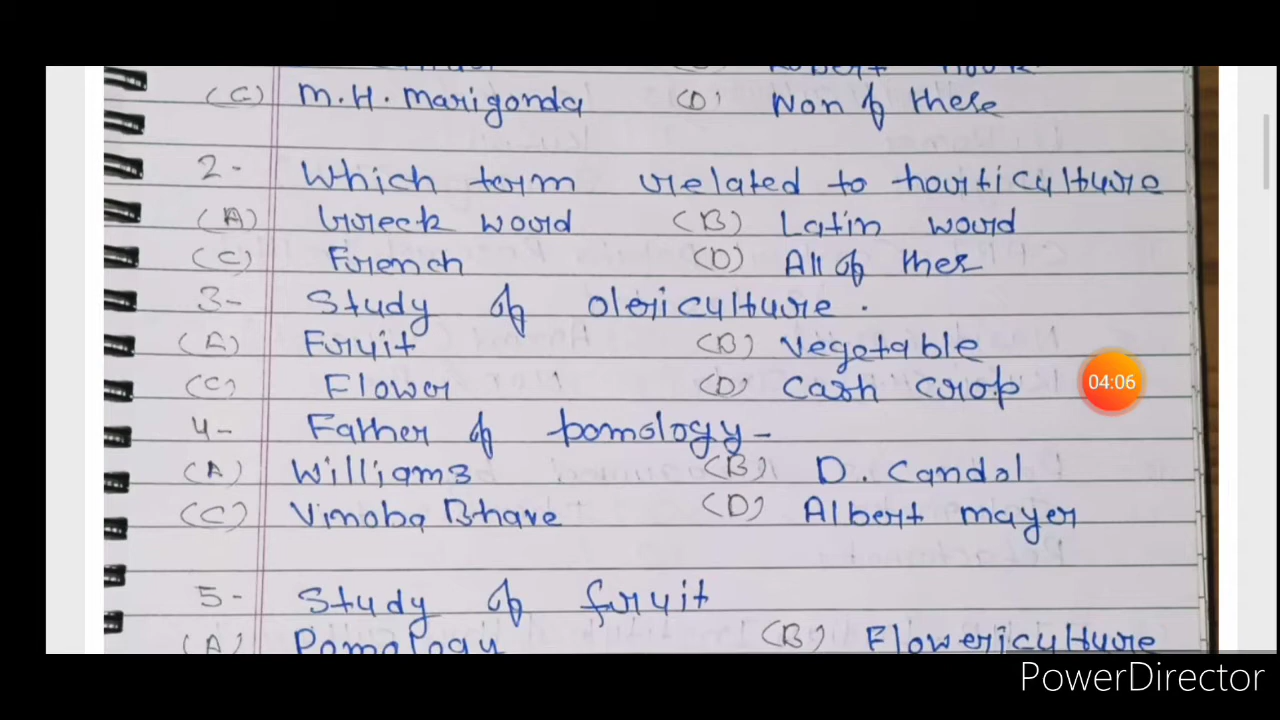 (C) M.H. Marigonda (D) Non of these
2- Which term related to horticulture
(A) Greek word (B) Latin word
(C) French (D) All of thes
3- Study of olericulture.
(A) Fruit (B) Vegetable
(C) Flower (D) Cash crop
04:06
4- Father of pomology-
(A) Williams (B) D. Candol
(C) Vinoba Bhave (D) Albert mayer
5- Study of fruit
(A) Pomology (B) Flowericulture
PowerDirector